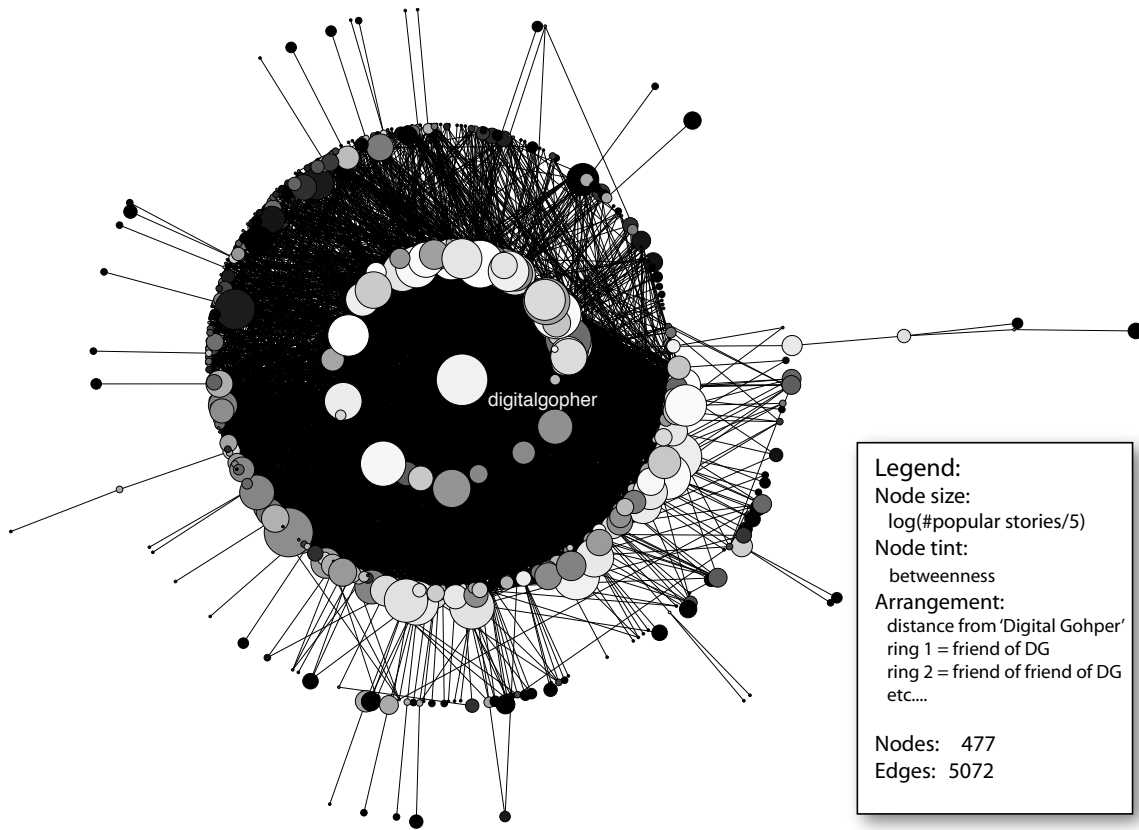 digitalgopher
Legend:
Node size:
log(#popular stories/5)
Node tint:
betweenness
Arrangement:
distance from ‘Digital Gohper’
ring 1 = friend of DG
ring 2 = friend of friend of DG
etc....
Nodes: 477
Edges: 5072